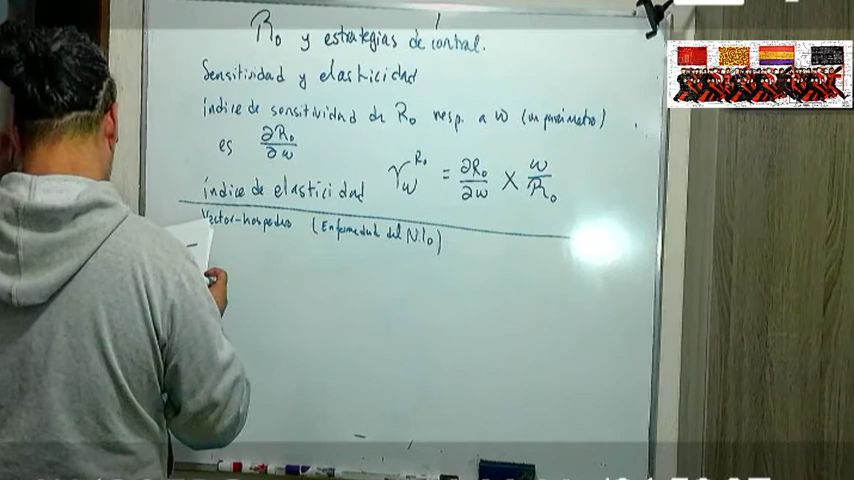 R₀ y estrategias de control.
Sensitividad y elasticidad
índice de sensitividad de R₀ resp. a w (un parámetro)
es ∂R₀/∂w
índice de elasticidad γ_w^{R₀} = ∂R₀/∂w × w/R₀
Vector-hospedero (Enfermedad del Nilo)